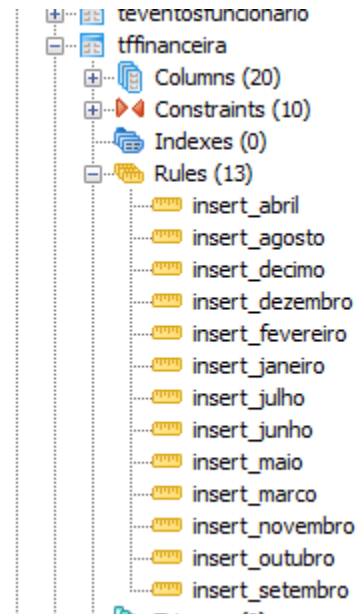 teventosfuncionario
tffinanceira
Columns (20)
Constraints (10)
Indexes (0)
Rules (13)
insert_abril
insert_agosto
insert_decimo
insert_dezembro
insert_fevereiro
insert_janeiro
insert_julho
insert_junho
insert_maio
insert_marco
insert_novembro
insert_outubro
insert_setembro